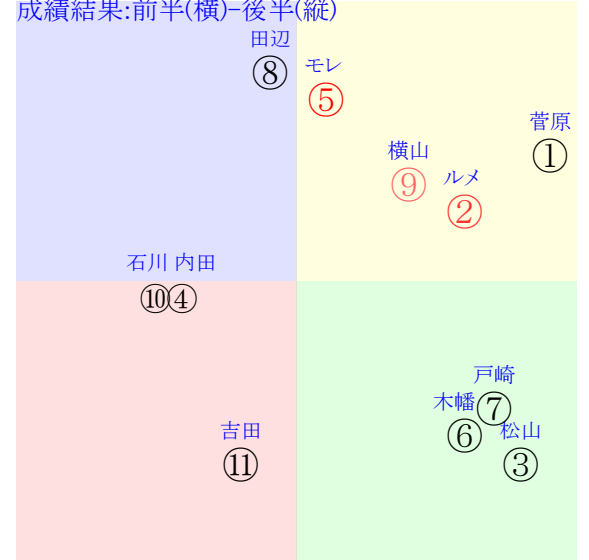 成績結果:前半(横)-後半(縦)
田辺
⑧
モレ
⑤
菅原
①
横山
⑨
ルメ
②
石川 内田
⑩④
戸崎
⑦
木幡
⑥
松山
③
吉田
⑪